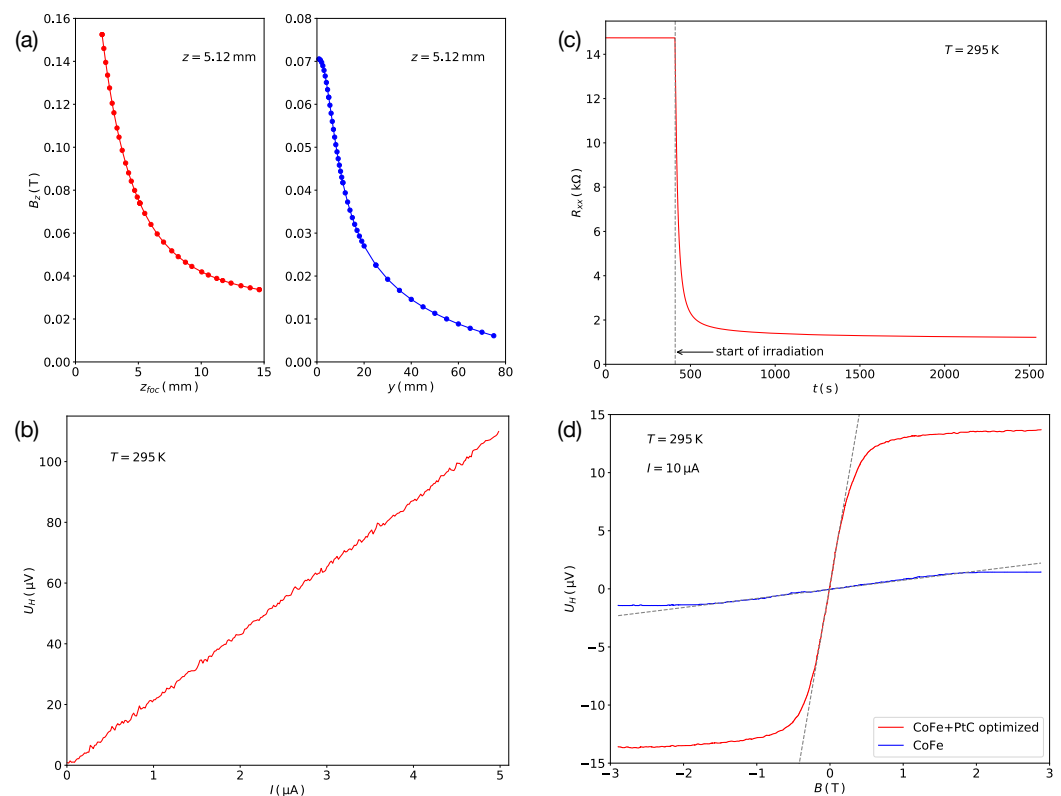 (a)
0.16
0.14
0.12
0.10
0.08
0.06
0.04
0.02
0.00
B_z (T)
z = 5.12 mm
0 5 10 15
z_foc (mm)
0.08
0.07
0.06
0.05
0.04
0.03
0.02
0.01
0.00
z = 5.12 mm
0 20 40 60 80
y (mm)
(c)
14
12
10
8
6
4
2
0
R_xx (kΩ)
T = 295 K
start of irradiation
0 500 1000 1500 2000 2500
t (s)
(b)
100
80
60
40
20
0
U_H (µV)
T = 295 K
0 1 2 3 4 5
I (µA)
(d)
15
10
5
0
−5
−10
−15
U_H (µV)
T = 295 K
I = 10 µA
CoFe+PtC optimized
CoFe
−3 −2 −1 0 1 2 3
B (T)